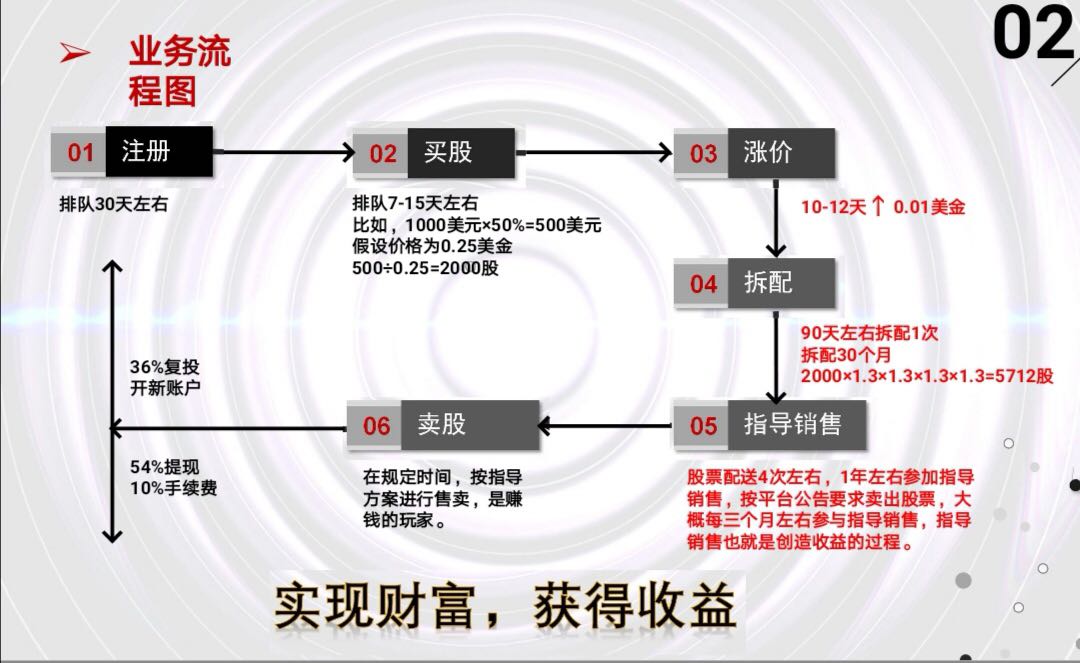 02
业务流
程图
01 注册
排队30天左右
02 买股
排队7-15天左右
比如，1000美元×50%=500美元
假设价格为0.25美金
500÷0.25=2000股
03 涨价
10-12天↑ 0.01美金
04 拆配
90天左右拆配1次
拆配30个月
2000×1.3×1.3×1.3×1.3=5712股
05 指导销售
股票配送4次左右，1年左右参加指导
销售，按平台公告要求卖出股票，大
概每三个月左右参与指导销售，指导
销售也就是创造收益的过程。
06 卖股
在规定时间，按指导
方案进行售卖，是赚
钱的玩家。
36%复投
开新账户
54%提现
10%手续费
实现财富，获得收益